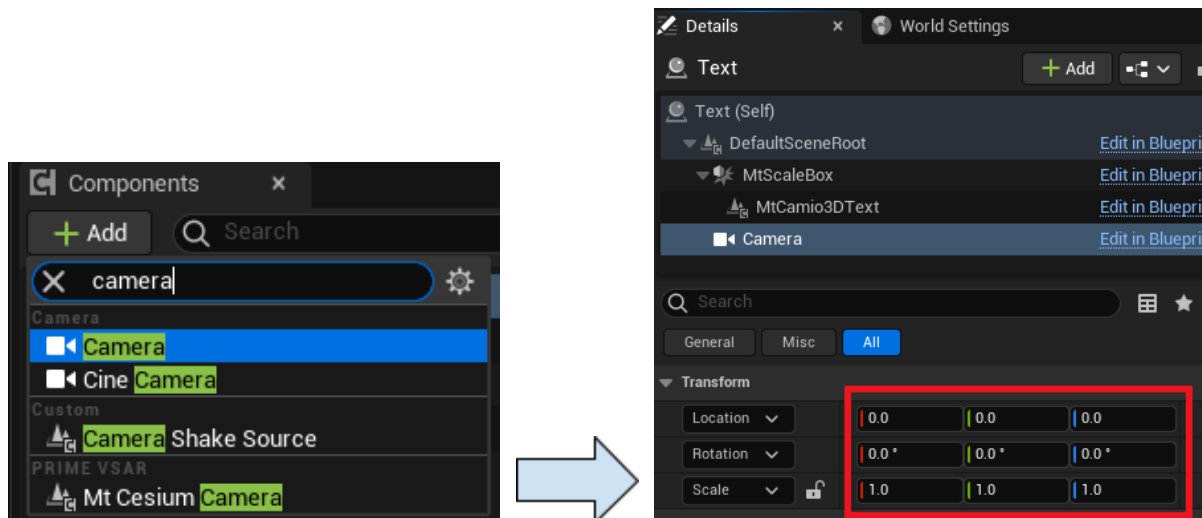 Components
Add
Search
camera
Camera
Camera
Cine Camera
Custom
Camera Shake Source
PRIME VSAR
Mt Cesium Camera
Details
World Settings
Text
Add
Text (Self)
DefaultSceneRoot Edit in Bluepri
MtScaleBox Edit in Bluepri
MtCamio3DText Edit in Bluepri
Camera Edit in Bluepri
Search
General Misc All
Transform
Location 0.0 0.0 0.0
Rotation 0.0° 0.0° 0.0°
Scale 1.0 1.0 1.0